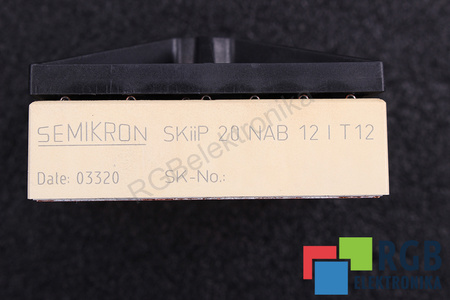 SEMIKRON SKiiP 20 NAB 12 I T12
Date: 03320 SK-No.:
RGBelektronika
RGB
ELEKTRONIKA